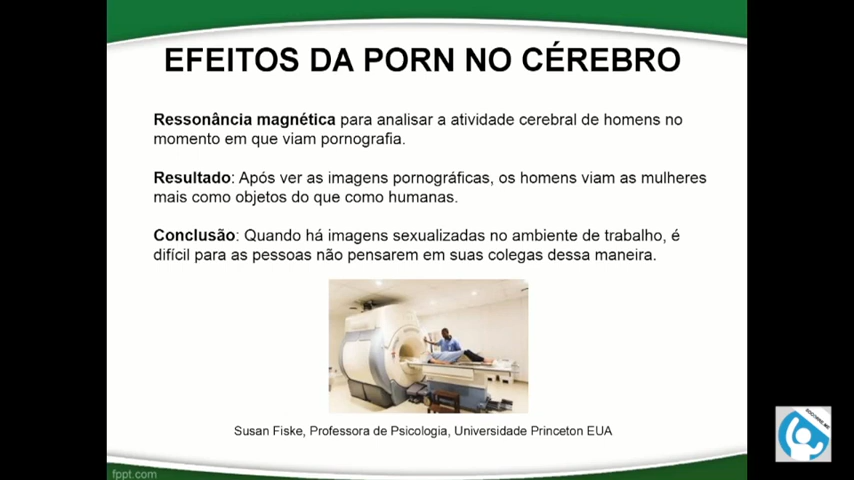 EFEITOS DA PORN NO CÉREBRO
Ressonância magnética para analisar a atividade cerebral de homens no
momento em que viam pornografia.
Resultado: Após ver as imagens pornográficas, os homens viam as mulheres
mais como objetos do que como humanas.
Conclusão: Quando há imagens sexualizadas no ambiente de trabalho, é
difícil para as pessoas não pensarem em suas colegas dessa maneira.
Susan Fiske, Professora de Psicologia, Universidade Princeton EUA
fppt.com